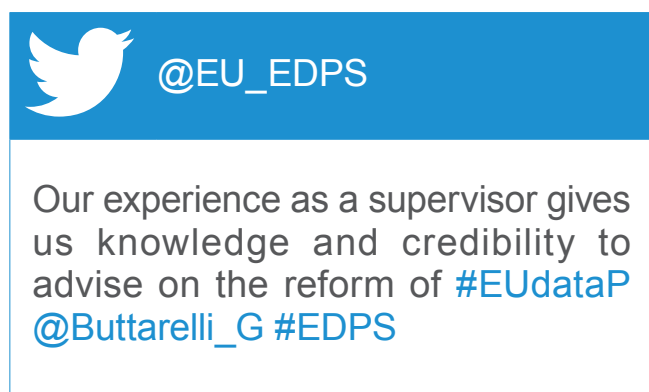 @EU_EDPS
Our experience as a supervisor gives
us knowledge and credibility to
advise on the reform of #EUdataP
@Buttarelli_G #EDPS